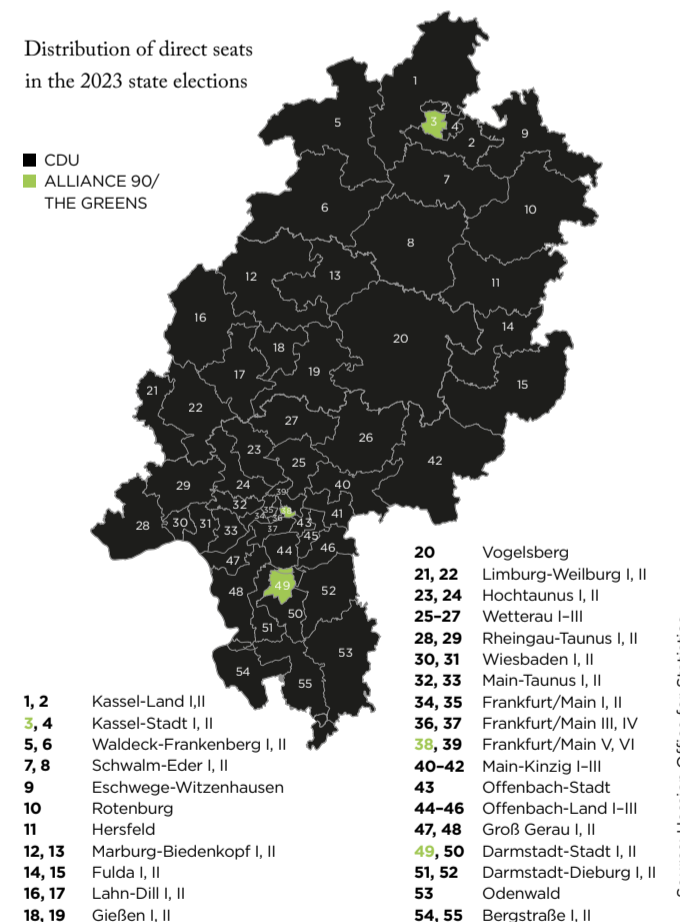 Distribution of direct seats
in the 2023 state elections
CDU
ALLIANCE 90/
THE GREENS
1
2
3
4
2
5
9
7
6
10
8
12
13
11
16
14
20
18
17
19
15
21
22
27
26
23
25
42
29
24
39
40
32
35
38
34
36
41
28
30
31
33
37
43
45
44
46
47
48
49
52
50
51
53
54
55
1, 2 Kassel-Land I,II
3, 4 Kassel-Stadt I, II
5, 6 Waldeck-Frankenberg I, II
7, 8 Schwalm-Eder I, II
9 Eschwege-Witzenhausen
10 Rotenburg
11 Hersfeld
12, 13 Marburg-Biedenkopf I, II
14, 15 Fulda I, II
16, 17 Lahn-Dill I, II
18, 19 Gießen I, II
20 Vogelsberg
21, 22 Limburg-Weilburg I, II
23, 24 Hochtaunus I, II
25–27 Wetterau I–III
28, 29 Rheingau-Taunus I, II
30, 31 Wiesbaden I, II
32, 33 Main-Taunus I, II
34, 35 Frankfurt/Main I, II
36, 37 Frankfurt/Main III, IV
38, 39 Frankfurt/Main V, VI
40–42 Main-Kinzig I–III
43 Offenbach-Stadt
44–46 Offenbach-Land I–III
47, 48 Groß Gerau I, II
49, 50 Darmstadt-Stadt I, II
51, 52 Darmstadt-Dieburg I, II
53 Odenwald
54, 55 Bergstraße I, II